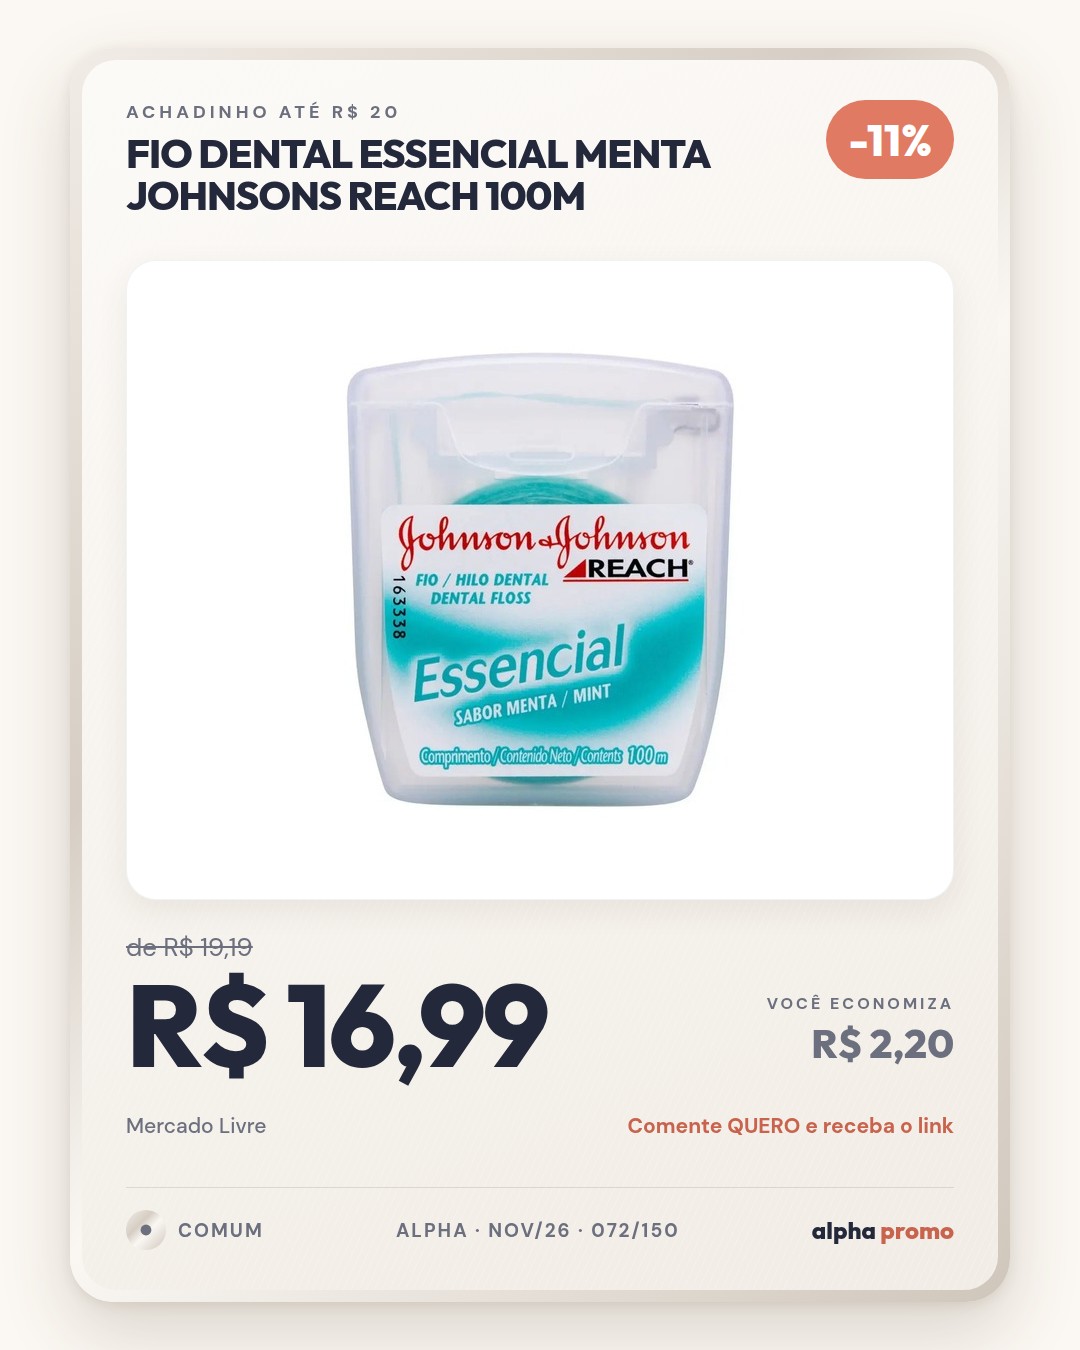 ACHADINHO ATÉ R$ 20
FIO DENTAL ESSENCIAL MENTA
JOHNSONS REACH 100M
-11%
Johnson & Johnson
REACH®
FIO / HILO DENTAL
DENTAL FLOSS
163338
Essencial
SABOR MENTA / MINT
Comprimento / Contenido Neto / Contents 100 m
de R$ 19,19
R$ 16,99
VOCÊ ECONOMIZA
R$ 2,20
Mercado Livre
Comente QUERO e receba o link
COMUM
ALPHA · NOV/26 · 072/150
alpha promo